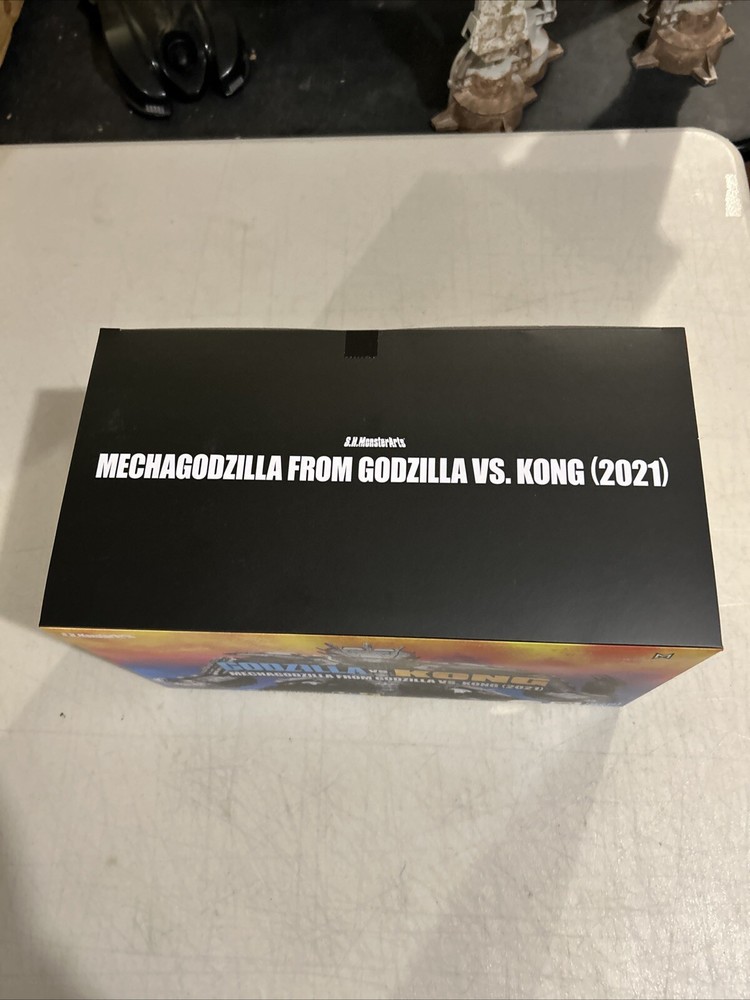 S.H.MonsterArts
MECHAGODZILLA FROM GODZILLA VS. KONG (2021)
S.H.MonsterArts
GODZILLA VS. KONG
MECHAGODZILLA FROM GODZILLA VS. KONG (2021)